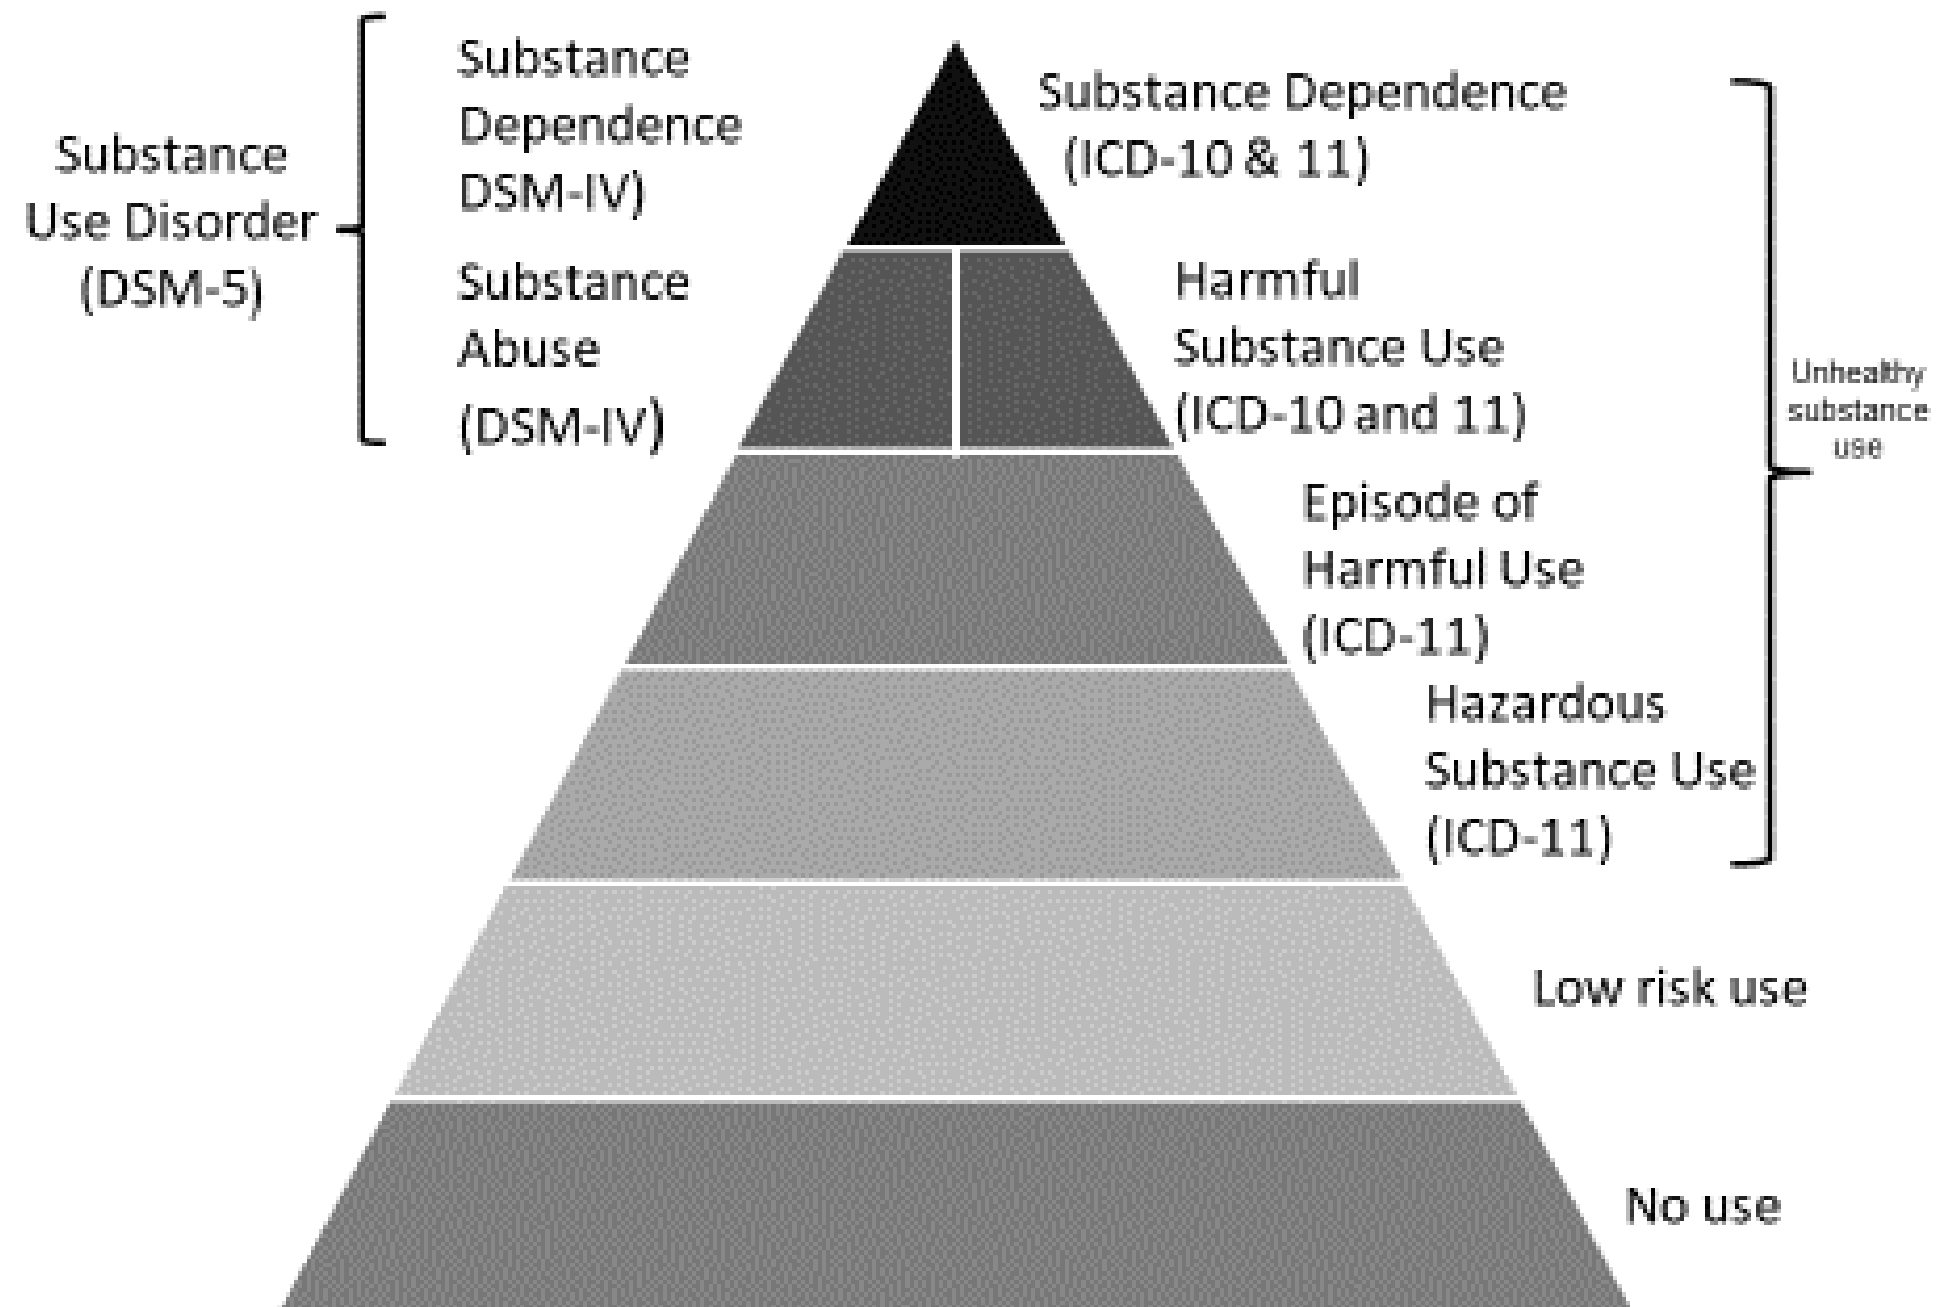 Substance
Use Disorder
(DSM-5)
Substance
Dependence
DSM-IV)
Substance
Abuse
(DSM-IV)
Substance Dependence
(ICD-10 & 11)
Harmful
Substance Use
(ICD-10 and 11)
Episode of
Harmful Use
(ICD-11)
Hazardous
Substance Use
(ICD-11)
Unhealthy
substance
use
Low risk use
No use